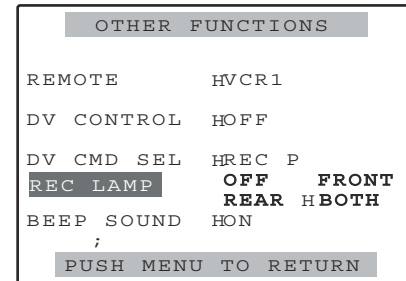 OTHER FUNCTIONS
REMOTE HVCR1
DV CONTROL HOFF
DV CMD SEL HREC P
REC LAMP OFF FRONT
REAR HBOTH
BEEP SOUND HON
;
PUSH MENU TO RETURN